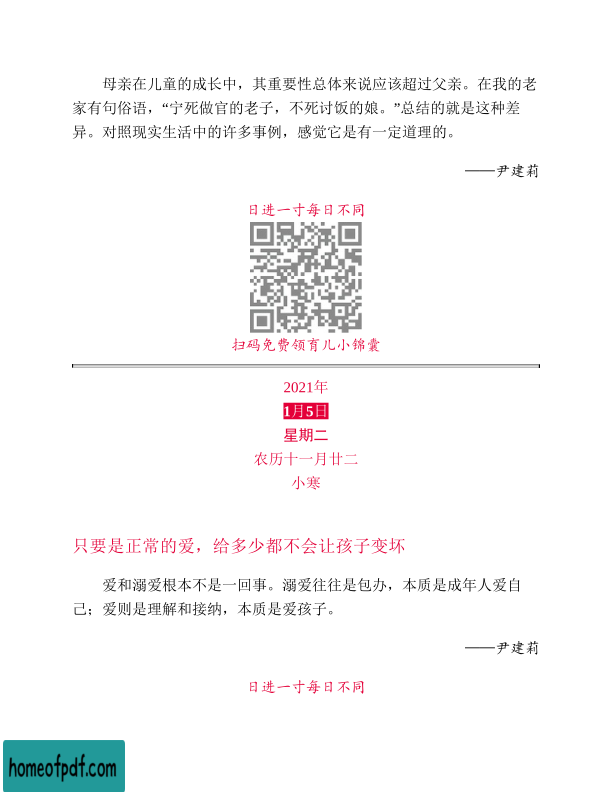 母亲在儿童的成长中，其重要性总体来说应该超过父亲。在我的老
家有句俗语，“宁死做官的老子，不死讨饭的娘。”总结的就是这种差
异。对照现实生活中的许多事例，感觉它是有一定道理的。
——尹建莉
日进一寸每日不同
扫码免费领育儿小锦囊
2021年
1月5日
星期二
农历十一月廿二
小寒
只要是正常的爱，给多少都不会让孩子变坏
爱和溺爱根本不是一回事。溺爱往往是包办，本质是成年人爱自
己；爱则是理解和接纳，本质是爱孩子。
——尹建莉
日进一寸每日不同
homeofpdf.com